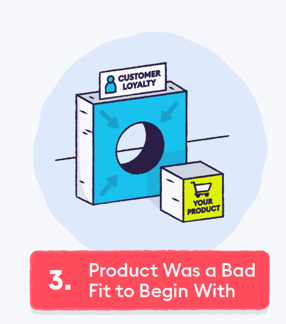 CUSTOMER
LOYALTY
YOUR
PRODUCT
3. Product Was a Bad
Fit to Begin With